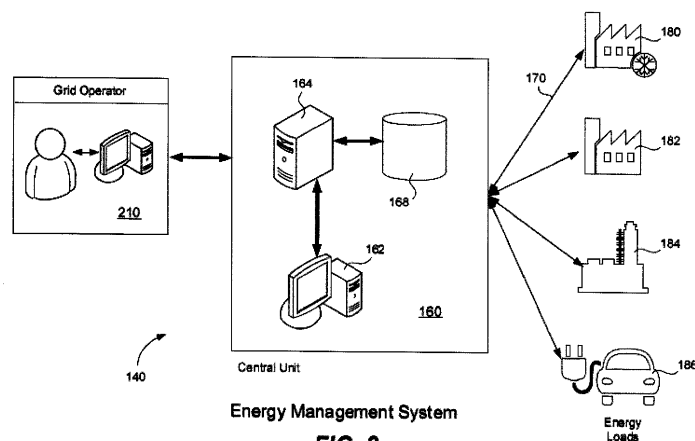 Grid Operator
210
164
168
162
160
170
180
182
184
186
140
Central Unit
Energy Management System
Energy
Loads